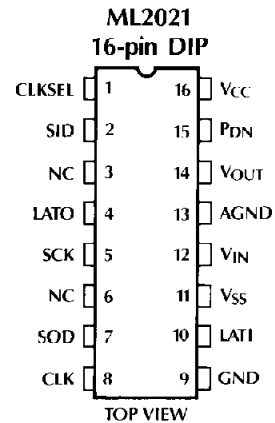 ML2021
16-pin DIP
CLKSEL 1 16 VCC
SID 2 15 PDN
NC 3 14 VOUT
LATO 4 13 AGND
SCK 5 12 VIN
NC 6 11 VSS
SOD 7 10 LATI
CLK 8 9 GND
TOP VIEW